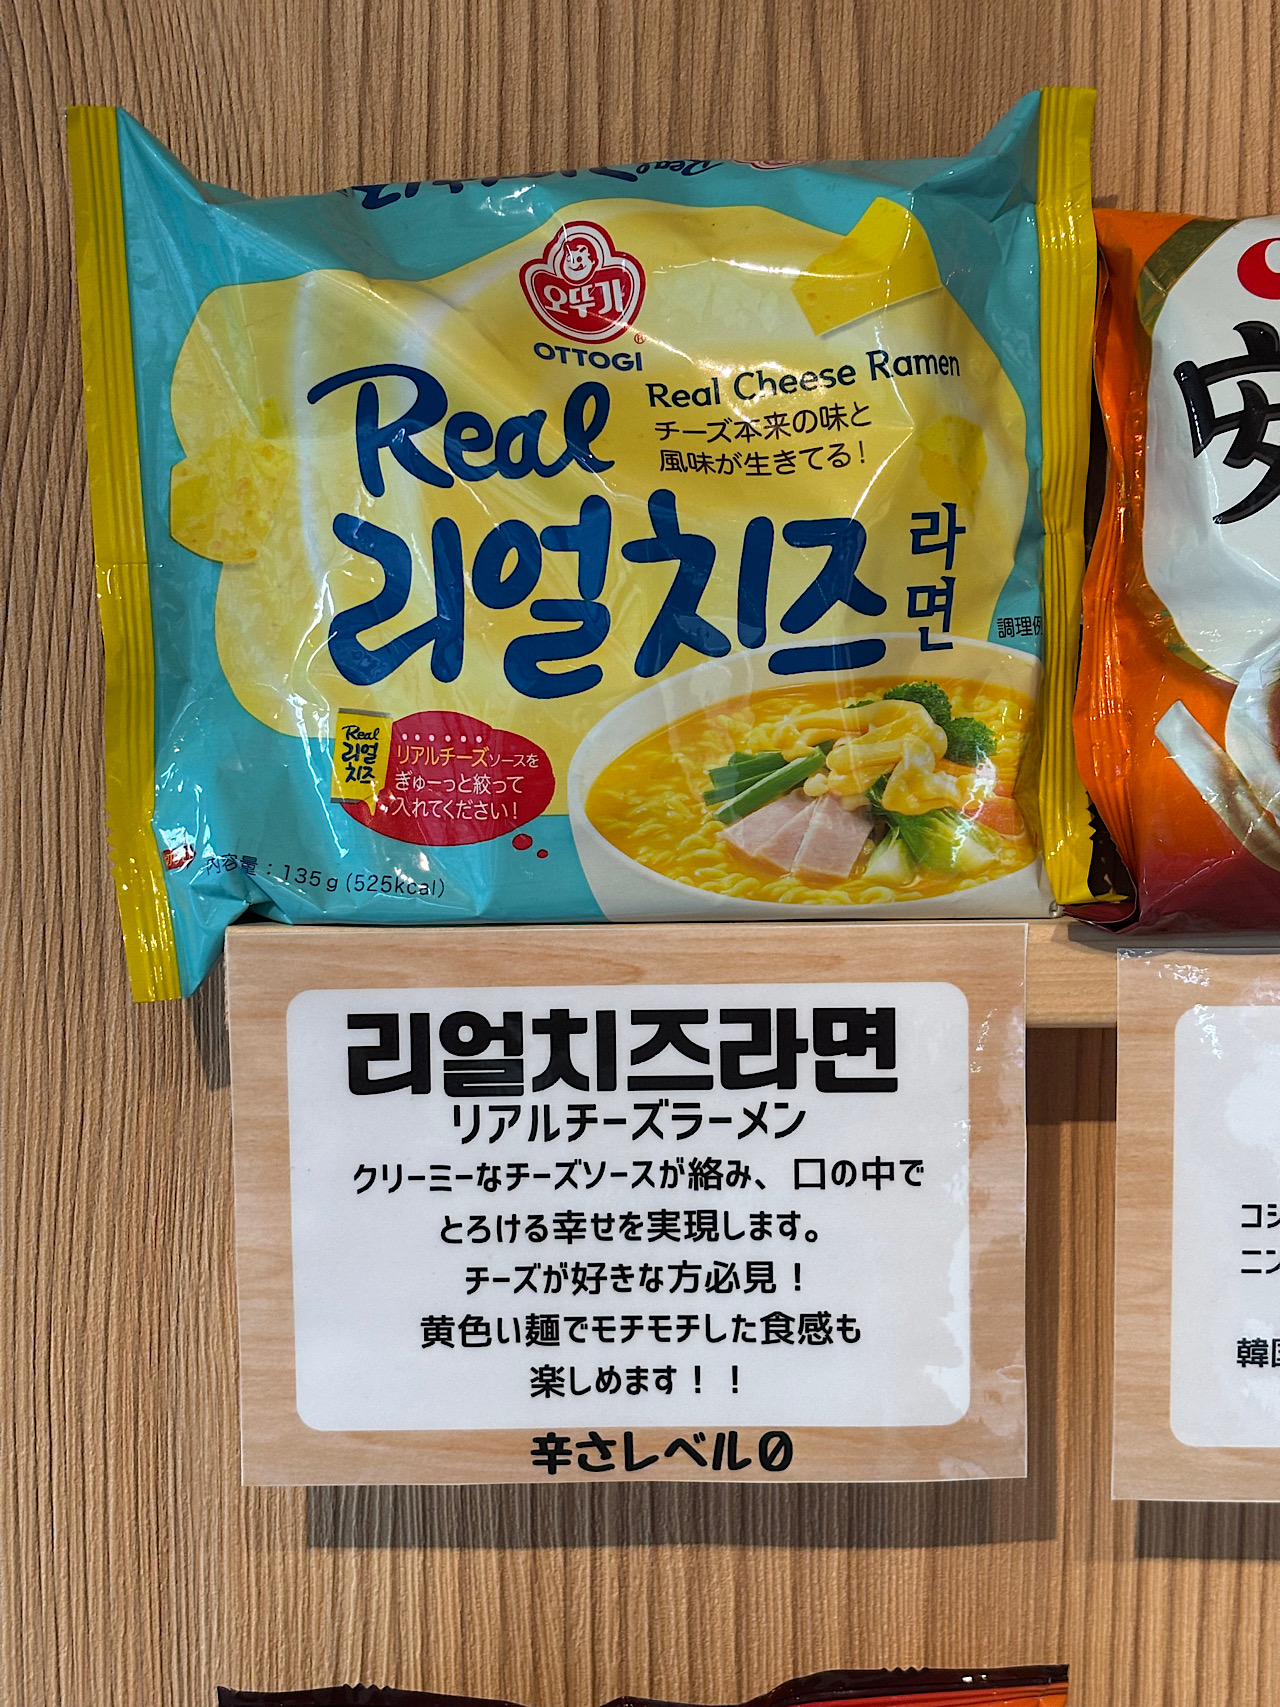 오뚜기
OTTOGI
Real
Real Cheese Ramen
チーズ本来の味と
風味が生きてる!
리얼치즈
라면
調理例
Real
리얼
치즈
リアルチーズソースを
ぎゅーっと絞って
入れてください!
内容量:135g(525kcal)
安
리얼치즈라면
リアルチーズラーメン
クリーミーなチーズソースが絡み、口の中で
とろける幸せを実現します。
チーズが好きな方必見!
黄色い麺でモチモチした食感も
楽しめます!!
辛さレベル0
コシ
ニン
韓国